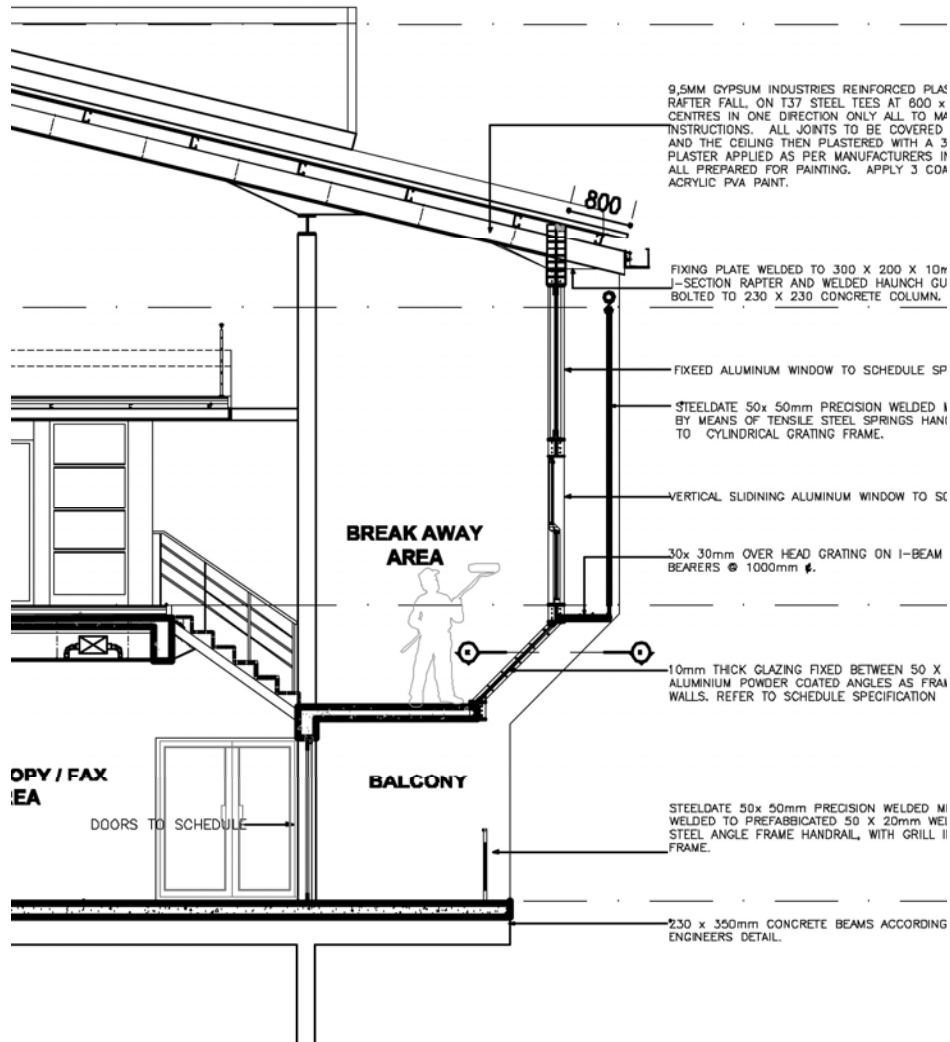 9,5MM GYPSUM INDUSTRIES REINFORCED PLAS
RAFTER FALL, ON T37 STEEL TEES AT 600 x
CENTRES IN ONE DIRECTION ONLY ALL TO MA
INSTRUCTIONS. ALL JOINTS TO BE COVERED
AND THE CEILING THEN PLASTERED WITH A 3
PLASTER APPLIED AS PER MANUFACTURERS IN
ALL PREPARED FOR PAINTING. APPLY 3 COA
ACRYLIC PVA PAINT.
800
FIXING PLATE WELDED TO 300 X 200 X 10m
I-SECTION RAPTER AND WELDED HAUNCH GU
BOLTED TO 230 X 230 CONCRETE COLUMN.
FIXEED ALUMINUM WINDOW TO SCHEDULE SP
STEELDATE 50x 50mm PRECISION WELDED M
BY MEANS OF TENSILE STEEL SPRINGS HAN
TO CYLINDRICAL GRATING FRAME.
VERTICAL SLIDINING ALUMINUM WINDOW TO SC
BREAK AWAY
AREA
30x 30mm OVER HEAD GRATING ON I-BEAM
BEARERS @ 1000mm ¢.
10mm THICK GLAZING FIXED BETWEEN 50 X
ALUMINIUM POWDER COATED ANGLES AS FRAM
WALLS. REFER TO SCHEDULE SPECIFICATION
OPY / FAX
EA
BALCONY
DOORS TO SCHEDULE
STEELDATE 50x 50mm PRECISION WELDED M
WELDED TO PREFABBICATED 50 X 20mm WEL
STEEL ANGLE FRAME HANDRAIL, WITH GRILL I
FRAME.
230 x 350mm CONCRETE BEAMS ACCORDING
ENGINEERS DETAIL.